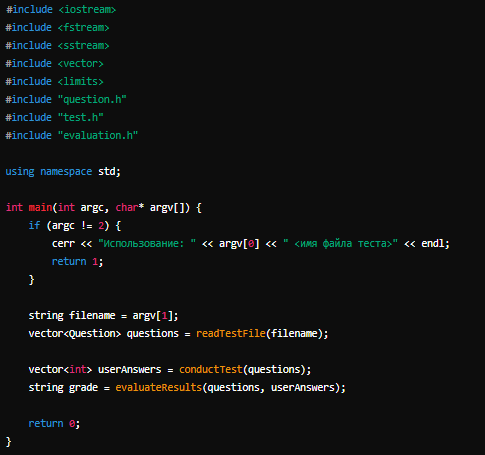 #include <iostream>
#include <fstream>
#include <sstream>
#include <vector>
#include <limits>
#include "question.h"
#include "test.h"
#include "evaluation.h"

using namespace std;

int main(int argc, char* argv[]) {
    if (argc != 2) {
        cerr << "Использование: " << argv[0] << " <имя файла теста>" << endl;
        return 1;
    }

    string filename = argv[1];
    vector<Question> questions = readTestFile(filename);

    vector<int> userAnswers = conductTest(questions);
    string grade = evaluateResults(questions, userAnswers);

    return 0;
}